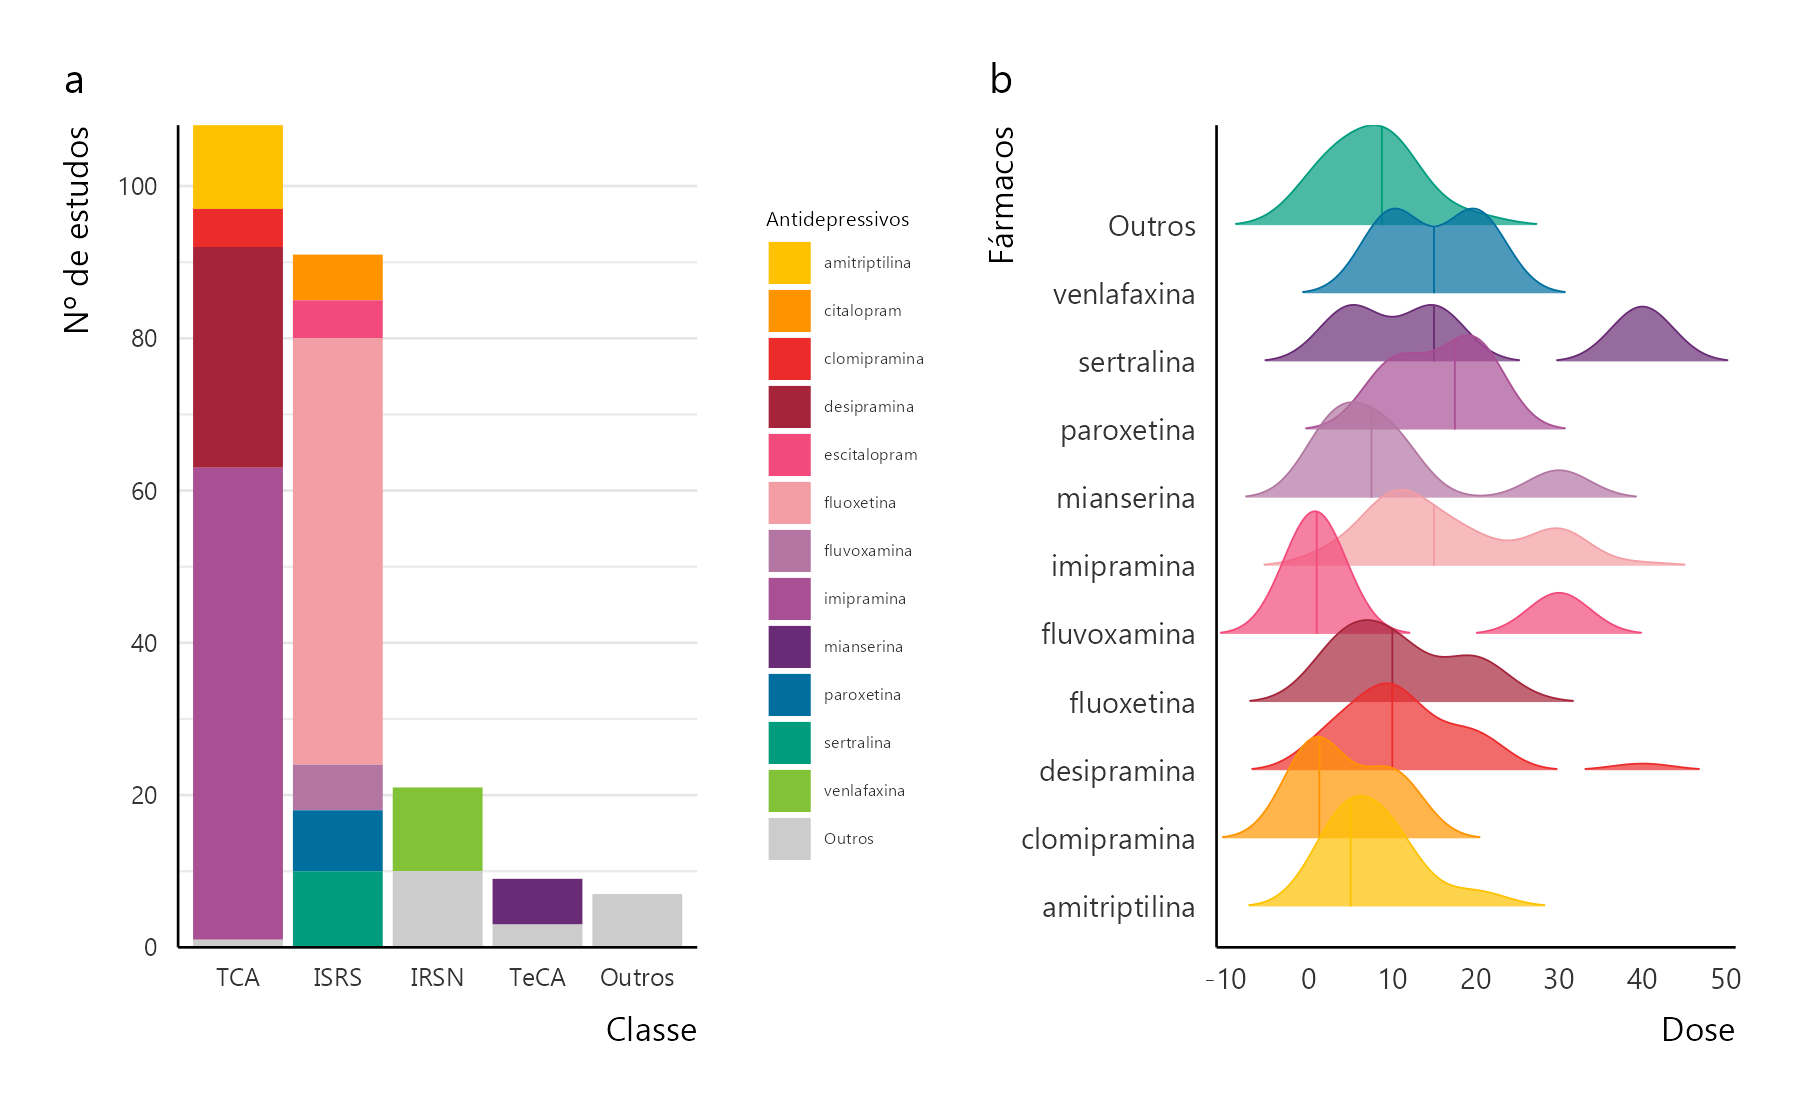 a
Nº de estudos
100
80
60
40
20
0
TCA ISRS IRSN TeCA Outros
Classe
Antidepressivos
amitriptilina
citalopram
clomipramina
desipramina
escitalopram
fluoxetina
fluvoxamina
imipramina
mianserina
paroxetina
sertralina
venlafaxina
Outros
b
Fármacos
Outros
venlafaxina
sertralina
paroxetina
mianserina
imipramina
fluvoxamina
fluoxetina
desipramina
clomipramina
amitriptilina
-10 0 10 20 30 40 50
Dose